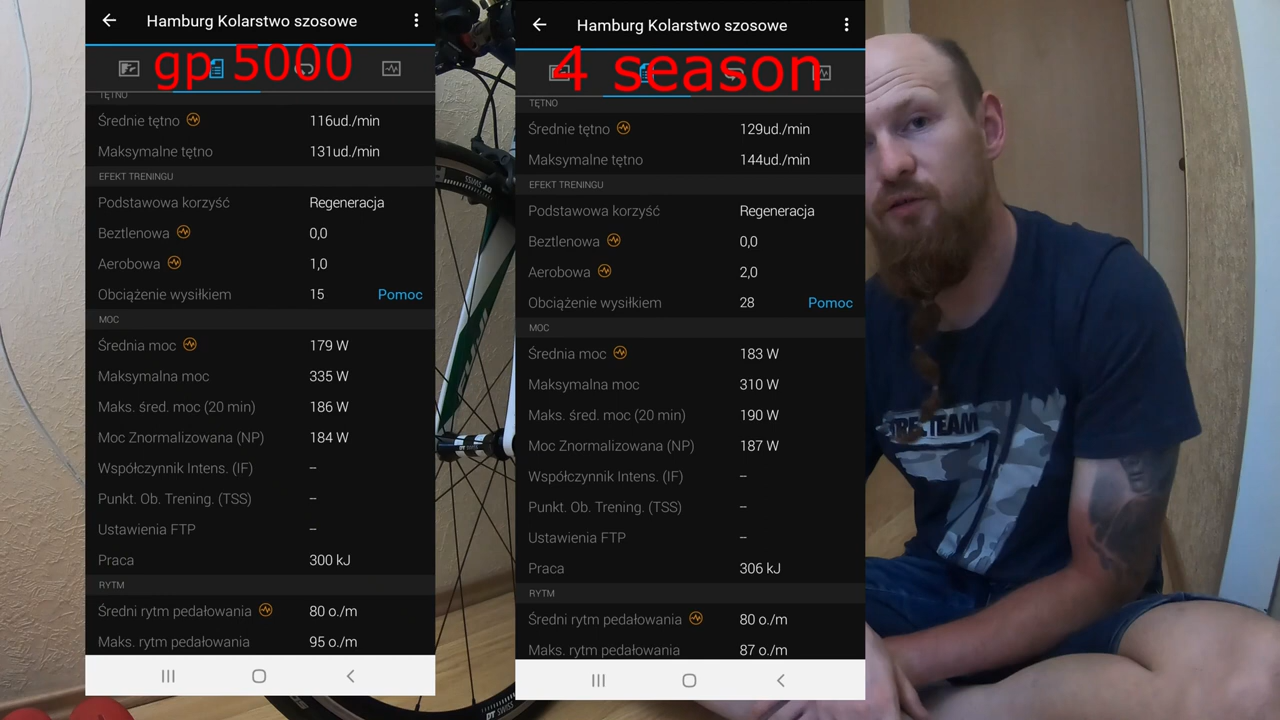 Hamburg Kolarstwo szosowe
gp 5000
TĘTNO
Średnie tętno 116ud./min
Maksymalne tętno 131ud./min
EFEKT TRENINGU
Podstawowa korzyść Regeneracja
Beztlenowa 0,0
Aerobowa 1,0
Obciążenie wysiłkiem 15 Pomoc
MOC
Średnia moc 179 W
Maksymalna moc 335 W
Maks. śred. moc (20 min) 186 W
Moc Znormalizowana (NP) 184 W
Współczynnik Intens. (IF) --
Punkt. Ob. Trening. (TSS) --
Ustawienia FTP --
Praca 300 kJ
RYTM
Średni rytm pedałowania 80 o./m
Maks. rytm pedałowania 95 o./m
Hamburg Kolarstwo szosowe
4 season
TĘTNO
Średnie tętno 129ud./min
Maksymalne tętno 144ud./min
EFEKT TRENINGU
Podstawowa korzyść Regeneracja
Beztlenowa 0,0
Aerobowa 2,0
Obciążenie wysiłkiem 28 Pomoc
MOC
Średnia moc 183 W
Maksymalna moc 310 W
Maks. śred. moc (20 min) 190 W
Moc Znormalizowana (NP) 187 W
Współczynnik Intens. (IF) --
Punkt. Ob. Trening. (TSS) --
Ustawienia FTP --
Praca 306 kJ
RYTM
Średni rytm pedałowania 80 o./m
Maks. rytm pedałowania 87 o./m
DT SWISS
TEAM